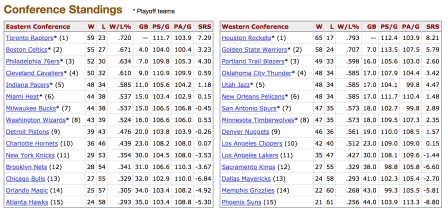 Conference Standings * Playoff teams
Eastern Conference W L W/L% GB PS/G PA/G SRS
Toronto Raptors* (1) 59 23 .720 — 111.7 103.9 7.29
Boston Celtics* (2) 55 27 .671 4.0 104.0 100.4 3.23
Philadelphia 76ers* (3) 52 30 .634 7.0 109.8 105.3 4.30
Cleveland Cavaliers* (4) 50 32 .610 9.0 110.9 109.9 0.59
Indiana Pacers* (5) 48 34 .585 11.0 105.6 104.2 1.18
Miami Heat* (6) 44 38 .537 15.0 103.4 102.9 0.15
Milwaukee Bucks* (7) 44 38 .537 15.0 106.5 106.8 -0.45
Washington Wizards* (8) 43 39 .524 16.0 106.6 106.0 0.53
Detroit Pistons (9) 39 43 .476 20.0 103.8 103.9 -0.26
Charlotte Hornets (10) 36 46 .439 23.0 108.2 108.0 0.07
New York Knicks (11) 29 53 .354 30.0 104.5 108.0 -3.53
Brooklyn Nets (12) 28 54 .341 31.0 106.6 110.3 -3.67
Chicago Bulls (13) 27 55 .329 32.0 102.9 110.0 -6.84
Orlando Magic (14) 25 57 .305 34.0 103.4 108.2 -4.92
Atlanta Hawks (15) 24 58 .293 35.0 103.4 108.8 -5.30
Western Conference W L W/L% GB PS/G PA/G SRS
Houston Rockets* (1) 65 17 .793 — 112.4 103.9 8.21
Golden State Warriors* (2) 58 24 .707 7.0 113.5 107.5 5.79
Portland Trail Blazers* (3) 49 33 .598 16.0 105.6 103.0 2.60
Oklahoma City Thunder* (4) 48 34 .585 17.0 107.9 104.4 3.42
Utah Jazz* (5) 48 34 .585 17.0 104.1 99.8 4.47
New Orleans Pelicans* (6) 48 34 .585 17.0 111.7 110.4 1.48
San Antonio Spurs* (7) 47 35 .573 18.0 102.7 99.8 2.89
Minnesota Timberwolves* (8) 47 35 .573 18.0 109.5 107.3 2.35
Denver Nuggets (9) 46 36 .561 19.0 110.0 108.5 1.57
Los Angeles Clippers (10) 42 40 .512 23.0 109.0 109.0 0.15
Los Angeles Lakers (11) 35 47 .427 30.0 108.1 109.6 -1.44
Sacramento Kings (12) 27 55 .329 38.0 98.8 105.8 -6.60
Dallas Mavericks (13) 24 58 .293 41.0 102.3 105.4 -2.70
Memphis Grizzlies (14) 22 60 .268 43.0 99.3 105.5 -5.81
Phoenix Suns (15) 21 61 .256 44.0 103.9 113.3 -8.80